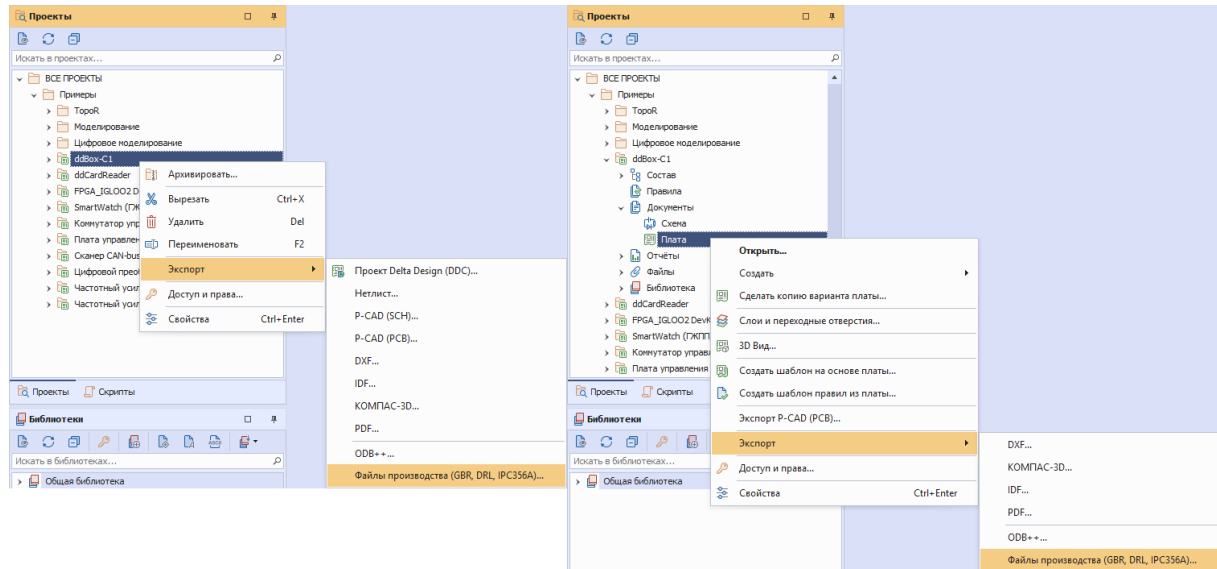 Проекты
Искать в проектах...
ВСЕ ПРОЕКТЫ
Примеры
TopoR
Моделирование
Цифровое моделирование
ddBox-C1
ddCardReader
FPGA_IGLOO2 D
SmartWatch (ГЖ
Коммутатор упр
Плата управлен
Сканер CAN-bus
Цифровой преоб
Частотный усил
Частотный усил
Архивировать...
Вырезать Ctrl+X
Удалить Del
Переименовать F2
Экспорт
Доступ и права...
Свойства Ctrl+Enter
Проект Delta Design (DDC)...
Нетлист...
P-CAD (SCH)...
P-CAD (PCB)...
DXF...
IDF...
КОМПАС-3D...
PDF...
ODB++...
Файлы производства (GBR, DRL, IPC356A)...
Проекты Скрипты
Библиотеки
Искать в библиотеках...
Общая библиотека
Проекты
Искать в проектах...
ВСЕ ПРОЕКТЫ
Примеры
TopoR
Моделирование
Цифровое моделирование
ddBox-C1
Состав
Правила
Документы
Схема
Плата
Отчёты
Файлы
Библиотека
ddCardReader
FPGA_IGLOO2 DevK
SmartWatch (ГЖПП
Коммутатор управл
Плата управления
Открыть...
Создать
Сделать копию варианта платы...
Слои и переходные отверстия...
3D Вид...
Создать шаблон на основе платы...
Создать шаблон правил из платы...
Экспорт P-CAD (PCB)...
Экспорт
Доступ и права...
Свойства Ctrl+Enter
DXF...
КОМПАС-3D...
IDF...
PDF...
ODB++...
Файлы производства (GBR, DRL, IPC356A)...
Проекты Скрипты
Библиотеки
Искать в библиотеках...
Общая библиотека